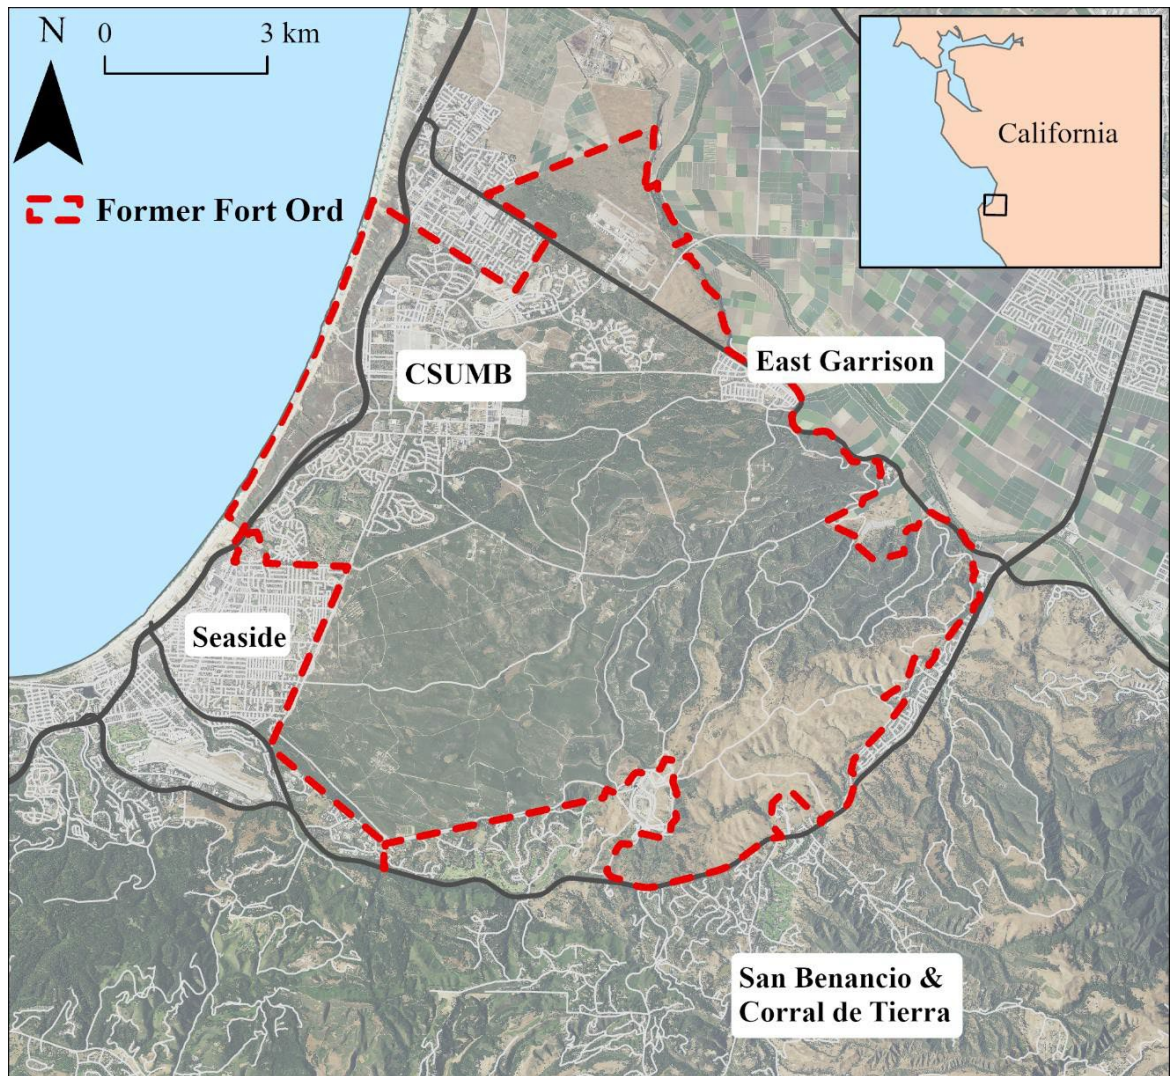 N
0 3 km
Former Fort Ord
California
CSUMB
East Garrison
Seaside
San Benancio &
Corral de Tierra